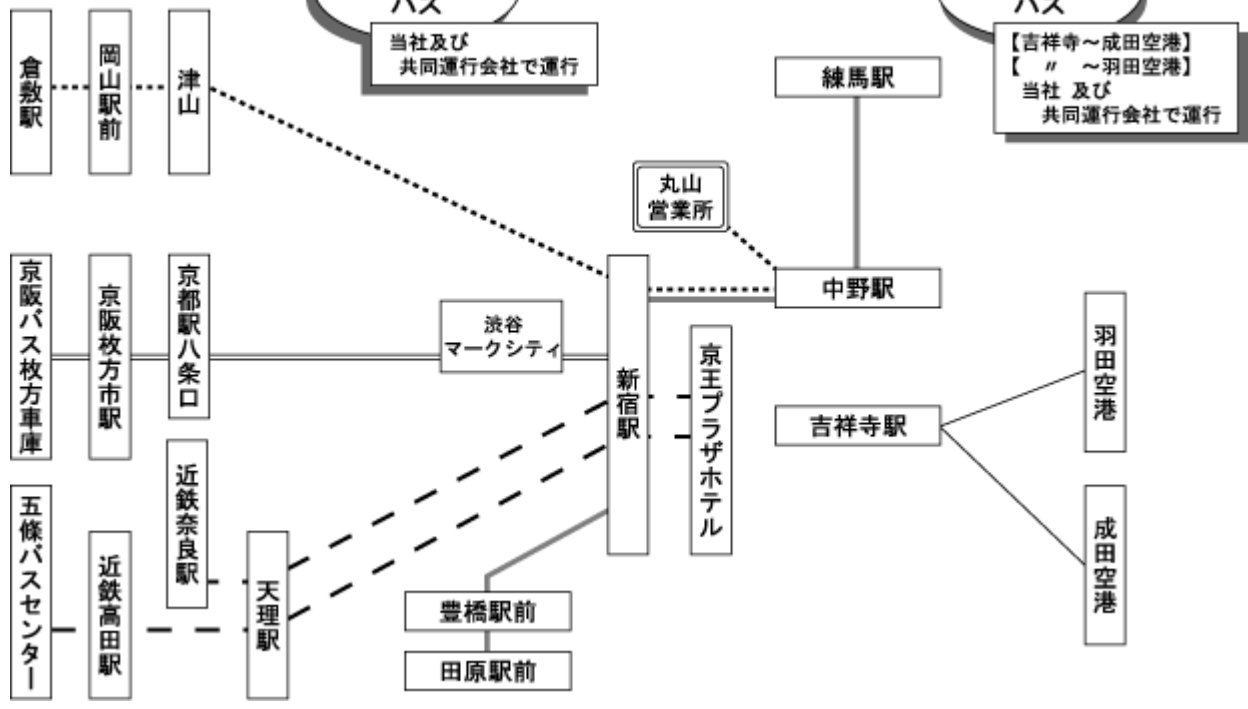 バス
当社及び
共同運行会社で運行
バス
【吉祥寺～成田空港】
【　〃　～羽田空港】
当社 及び
共同運行会社で運行
倉敷駅
岡山駅前
津山
練馬駅
丸山
営業所
中野駅
京阪バス枚方車庫
京阪枚方市駅
京都駅八条口
渋谷
マークシティ
新宿駅
京王プラザホテル
吉祥寺駅
羽田空港
成田空港
五條バスセンター
近鉄高田駅
近鉄奈良駅
天理駅
豊橋駅前
田原駅前